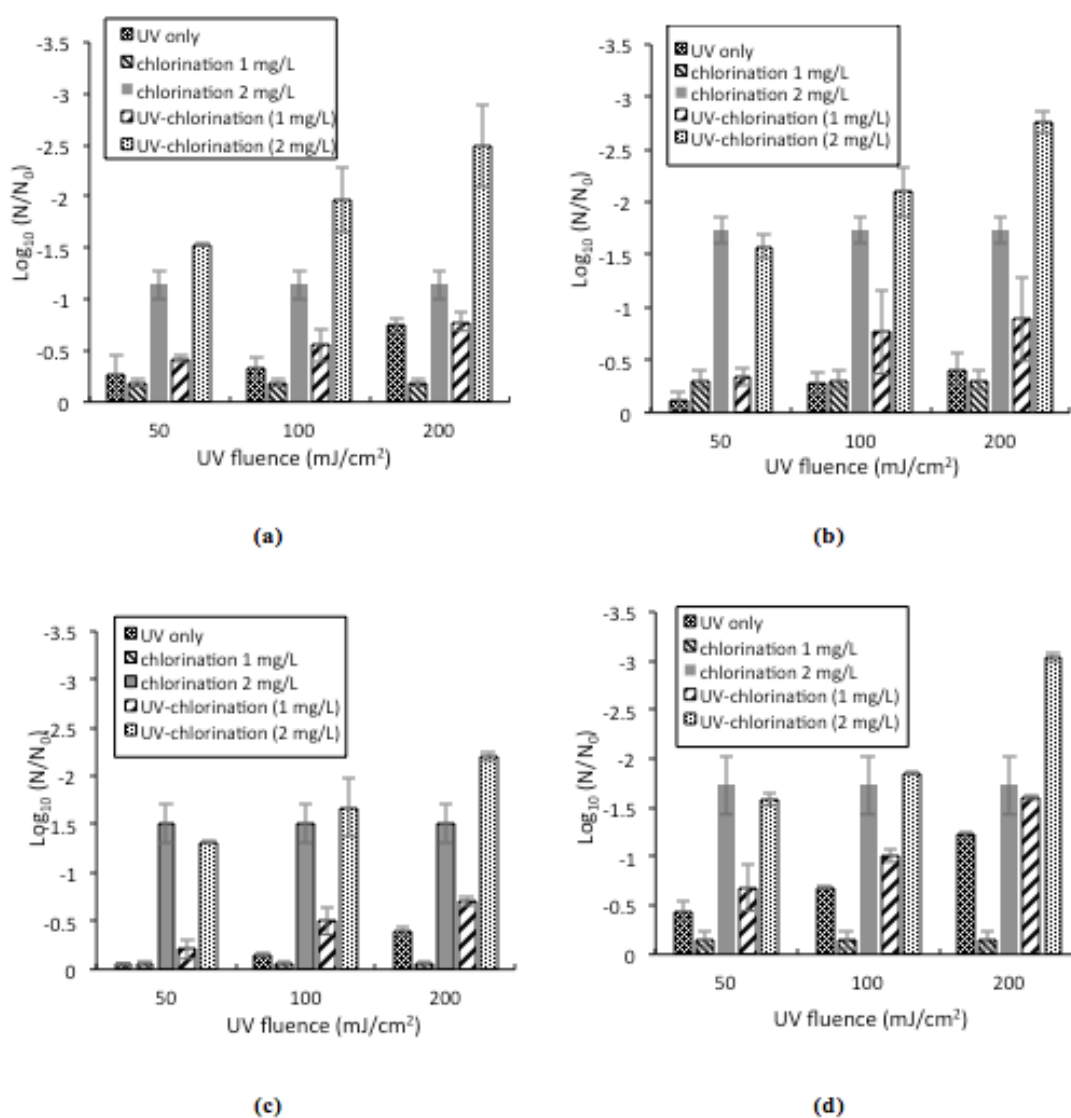 -3.5
-3
-2.5
-2
-1.5
-1
-0.5
0
Log10 (N/N0)
UV only
chlorination 1 mg/L
chlorination 2 mg/L
UV-chlorination (1 mg/L)
UV-chlorination (2 mg/L)
50 100 200
UV fluence (mJ/cm²)
(a)
-3.5
-3
-2.5
-2
-1.5
-1
-0.5
0
Log10 (N/N0)
UV only
chlorination 1 mg/L
chlorination 2 mg/L
UV-chlorination (1 mg/L)
UV-chlorination (2 mg/L)
50 100 200
UV fluence (mJ/cm²)
(b)
-3.5
-3
-2.5
-2
-1.5
-1
-0.5
0
Log10 (N/N0)
UV only
chlorination 1 mg/L
chlorination 2 mg/L
UV-chlorination (1 mg/L)
UV-chlorination (2 mg/L)
50 100 200
UV fluence (mJ/cm²)
(c)
-3.5
-3
-2.5
-2
-1.5
-1
-0.5
0
Log10 (N/N0)
UV only
chlorination 1 mg/L
chlorination 2 mg/L
UV-chlorination (1 mg/L)
UV-chlorination (2 mg/L)
50 100 200
UV fluence (mJ/cm²)
(d)